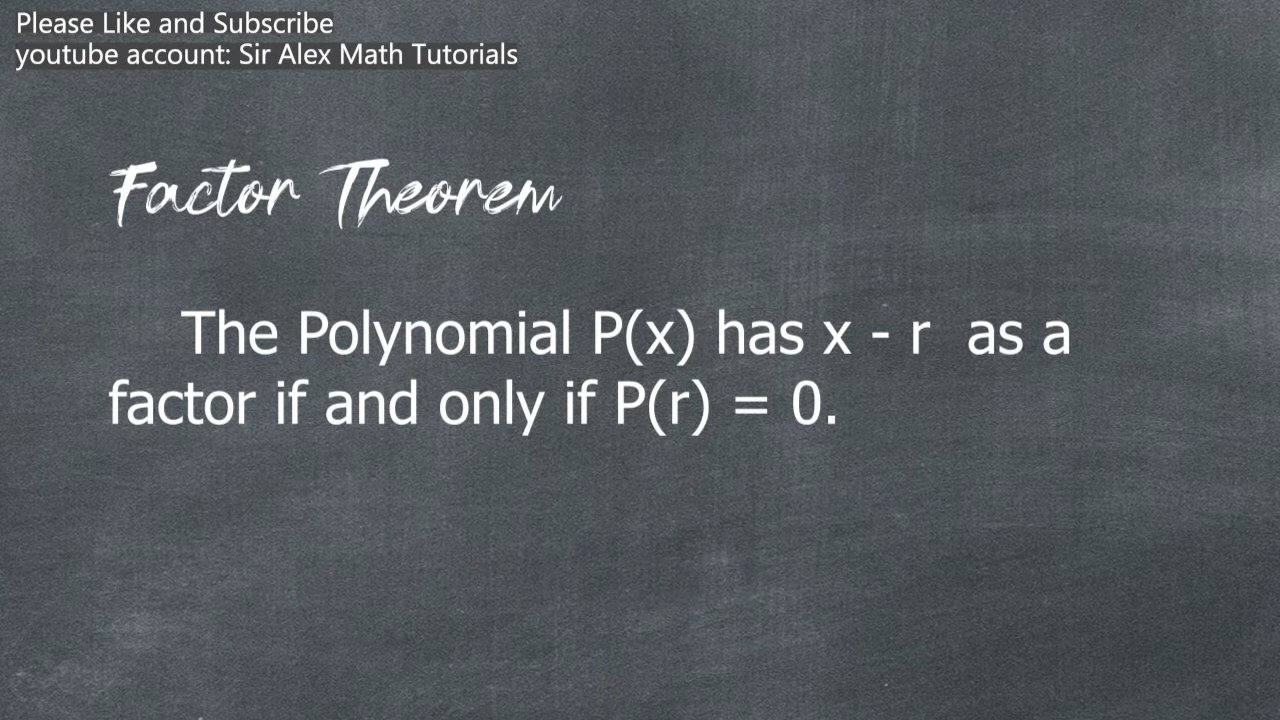 Please Like and Subscribe
youtube account: Sir Alex Math Tutorials
Factor Theorem
The Polynomial P(x) has x - r as a
factor if and only if P(r) = 0.